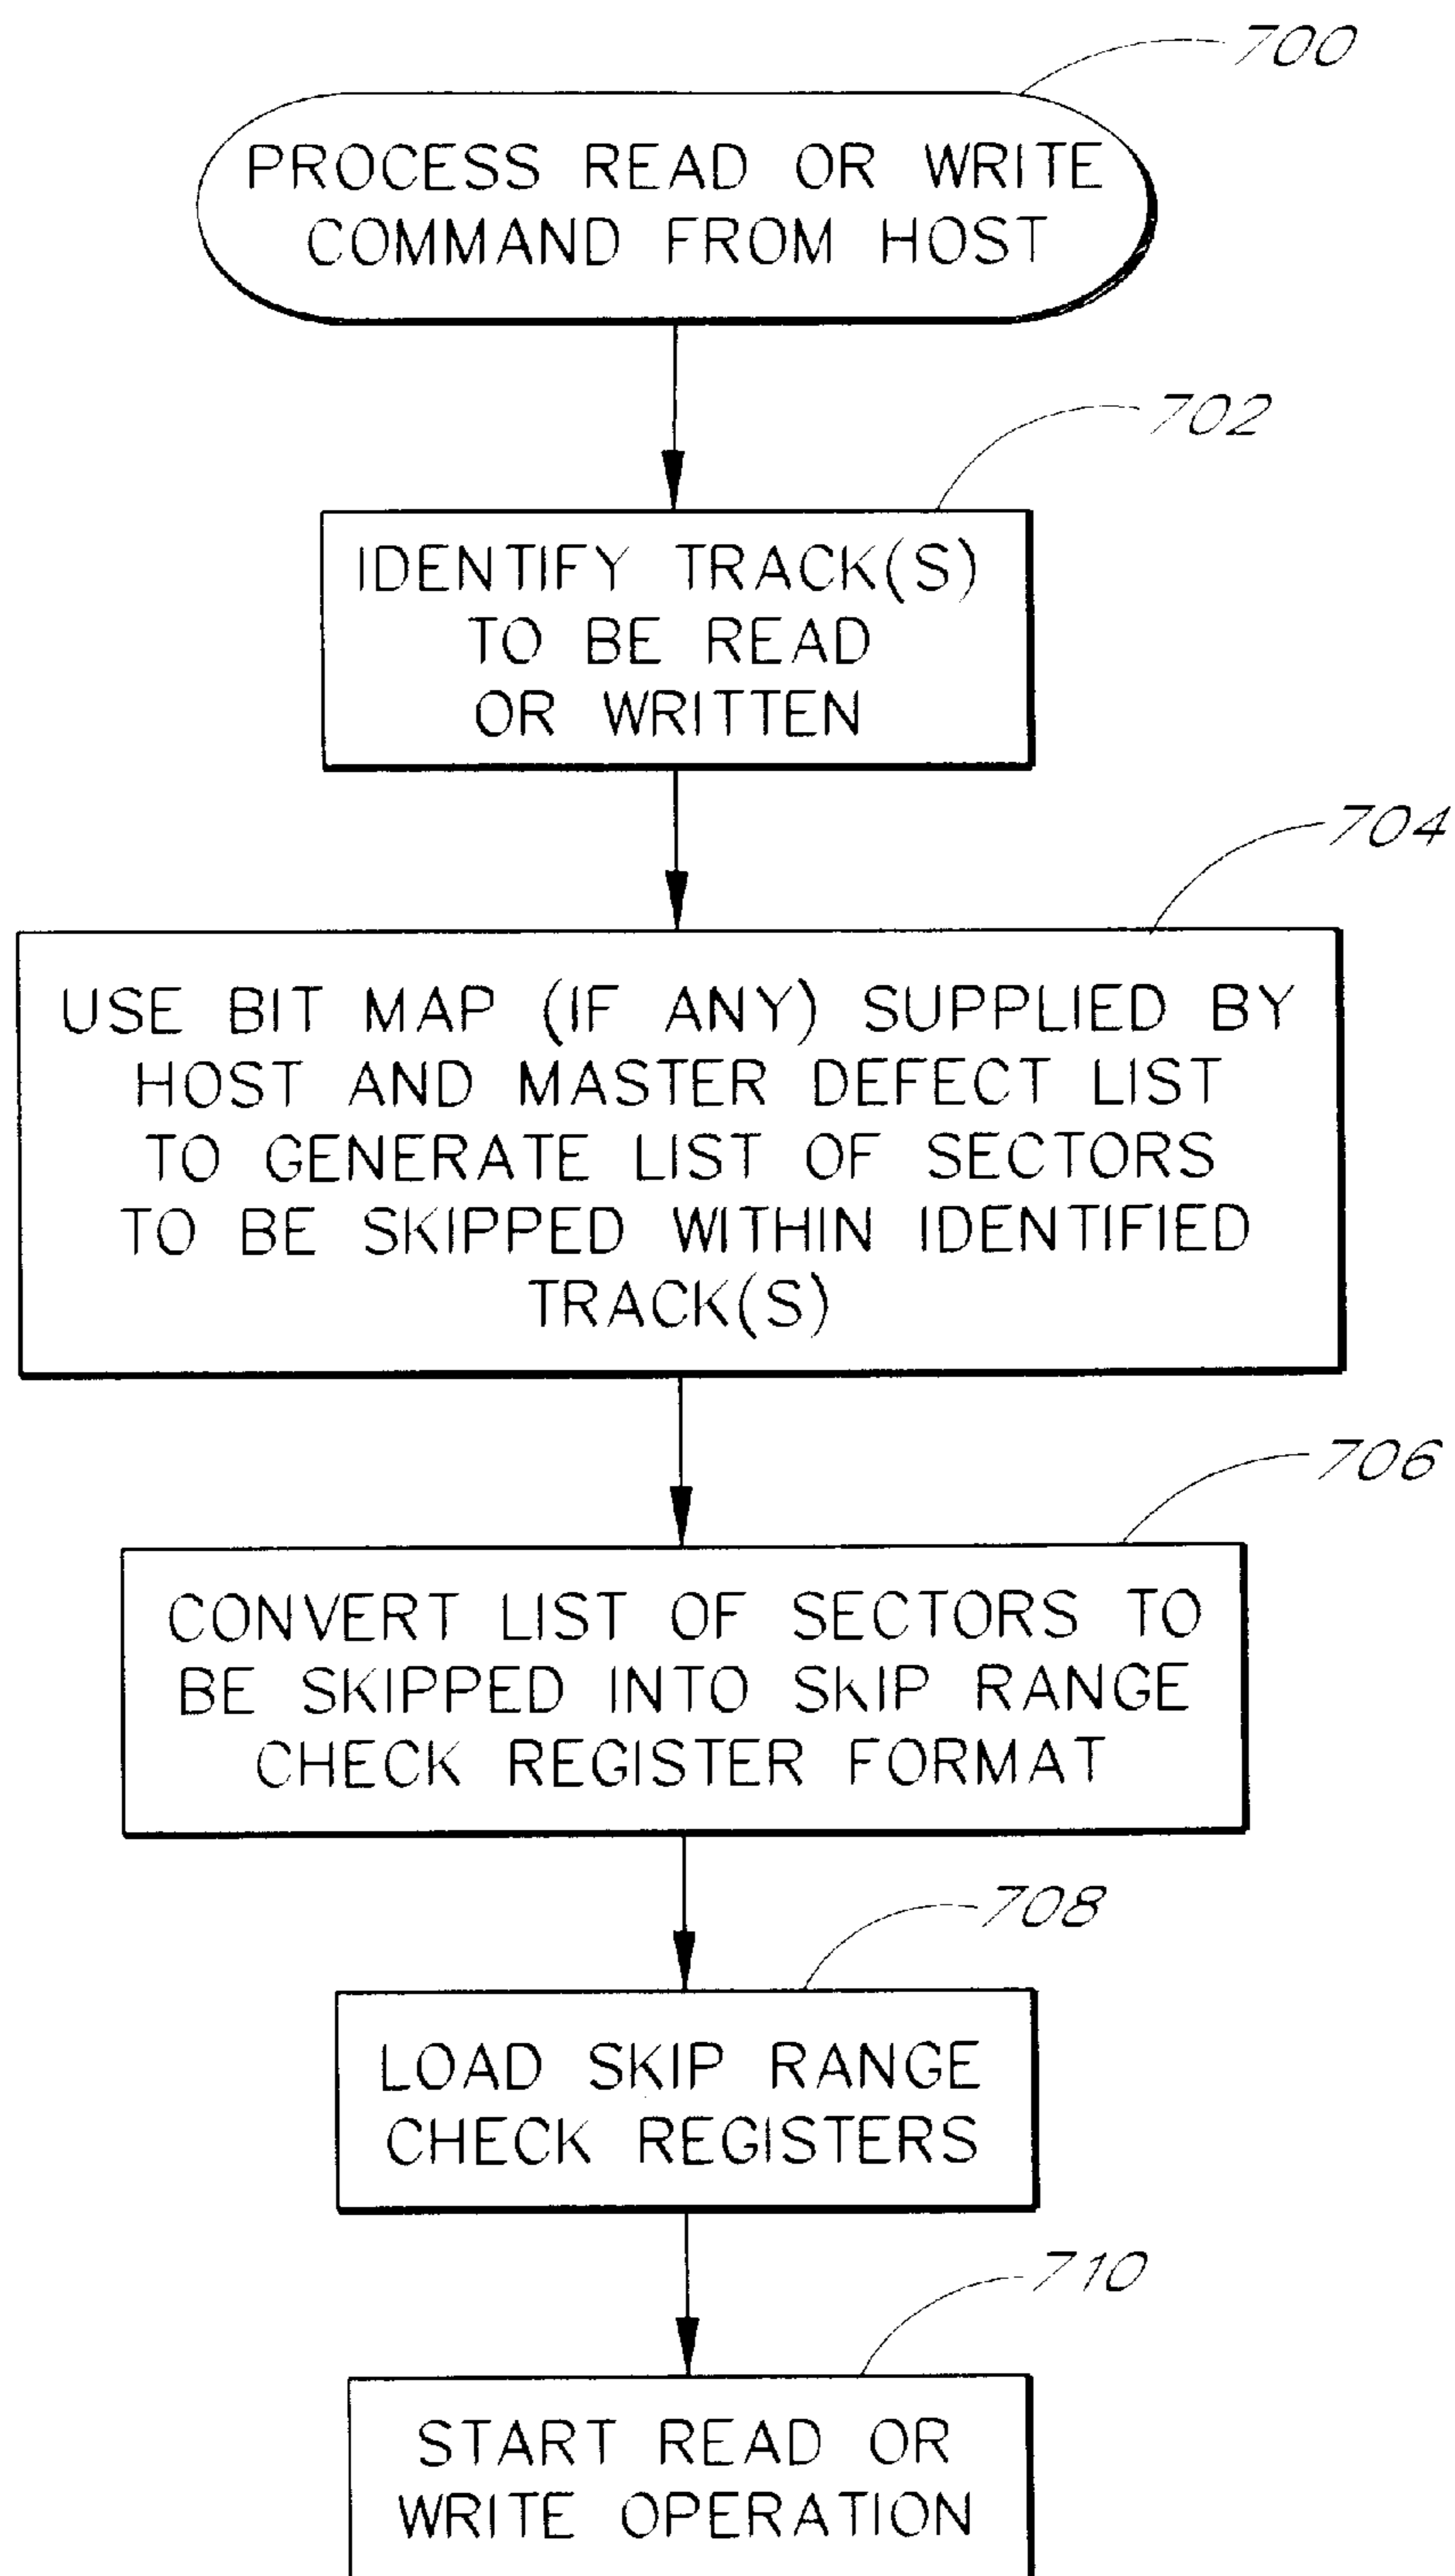 700
PROCESS READ OR WRITE
COMMAND FROM HOST
702
IDENTIFY TRACK(S)
TO BE READ
OR WRITTEN
704
USE BIT MAP (IF ANY) SUPPLIED BY
HOST AND MASTER DEFECT LIST
TO GENERATE LIST OF SECTORS
TO BE SKIPPED WITHIN IDENTIFIED
TRACK(S)
706
CONVERT LIST OF SECTORS TO
BE SKIPPED INTO SKIP RANGE
CHECK REGISTER FORMAT
708
LOAD SKIP RANGE
CHECK REGISTERS
710
START READ OR
WRITE OPERATION